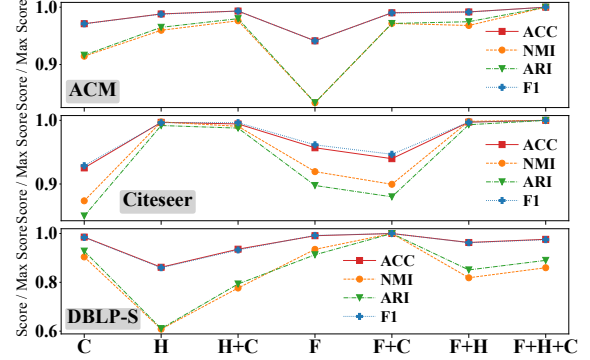 Score / Max Score
1.0
0.9
ACM
ACC
NMI
ARI
F1
Score / Max Score
1.0
0.9
Citeseer
ACC
NMI
ARI
F1
Score / Max Score
1.0
0.8
0.6
DBLP-S
ACC
NMI
ARI
F1
C H H+C F F+C F+H F+H+C